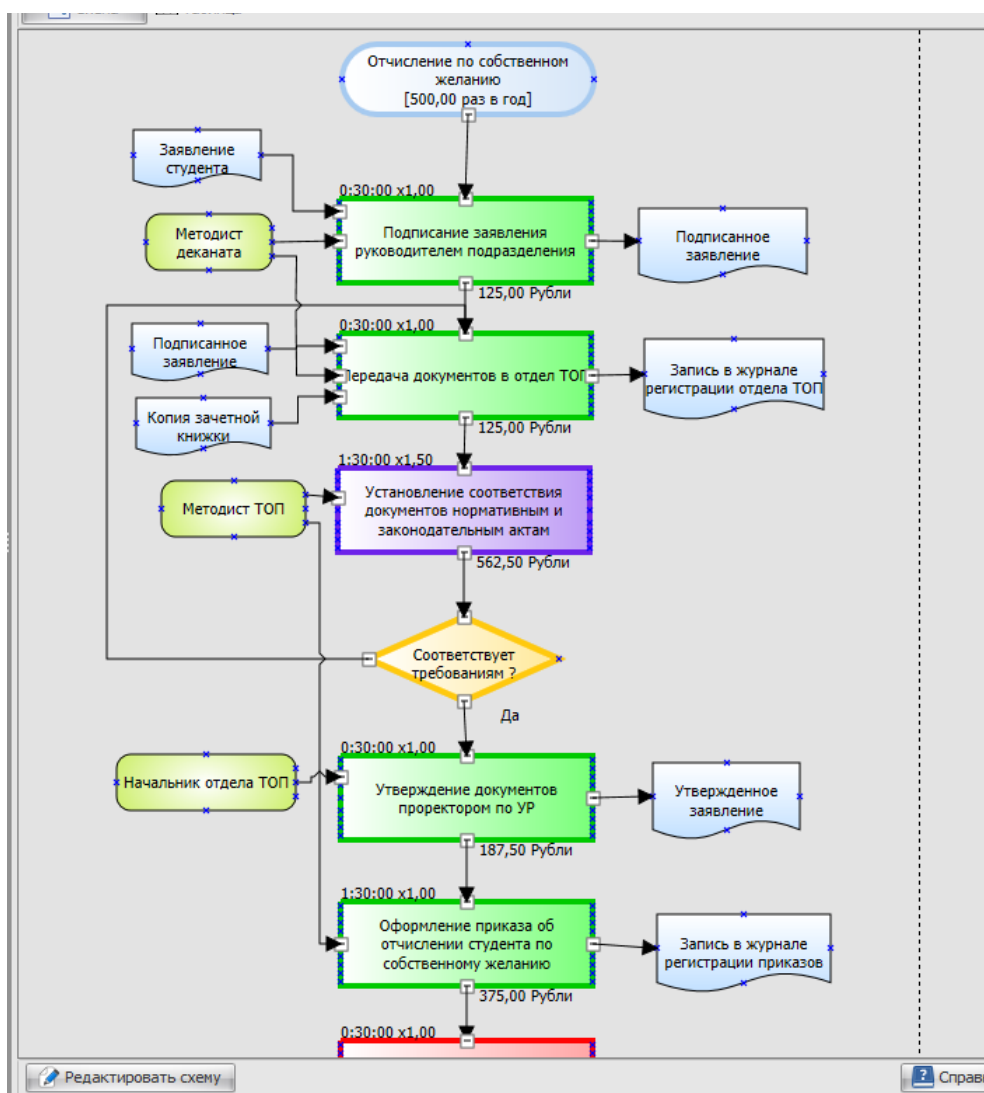 Отчисление по собственном
желанию
[500,00 раз в год]
Заявление
студента
0:30:00 x1,00
Методист
деканата
Подписание заявления
руководителем подразделения
Подписанное
заявление
125,00 Рубли
0:30:00 x1,00
Подписанное
заявление
Передача документов в отдел ТОП
Запись в журнале
регистрации отдела ТОП
Копия зачетной
книжки
125,00 Рубли
1:30:00 x1,50
Методист ТОП
Установление соответствия
документов нормативным и
законодательным актам
562,50 Рубли
Соответствует
требованиям ?
Да
0:30:00 x1,00
Начальник отдела ТОП
Утверждение документов
проректором по УР
Утвержденное
заявление
187,50 Рубли
1:30:00 x1,00
Оформление приказа об
отчислении студента по
собственному желанию
Запись в журнале
регистрации приказов
375,00 Рубли
0:30:00 x1,00
Редактировать схему
Справ